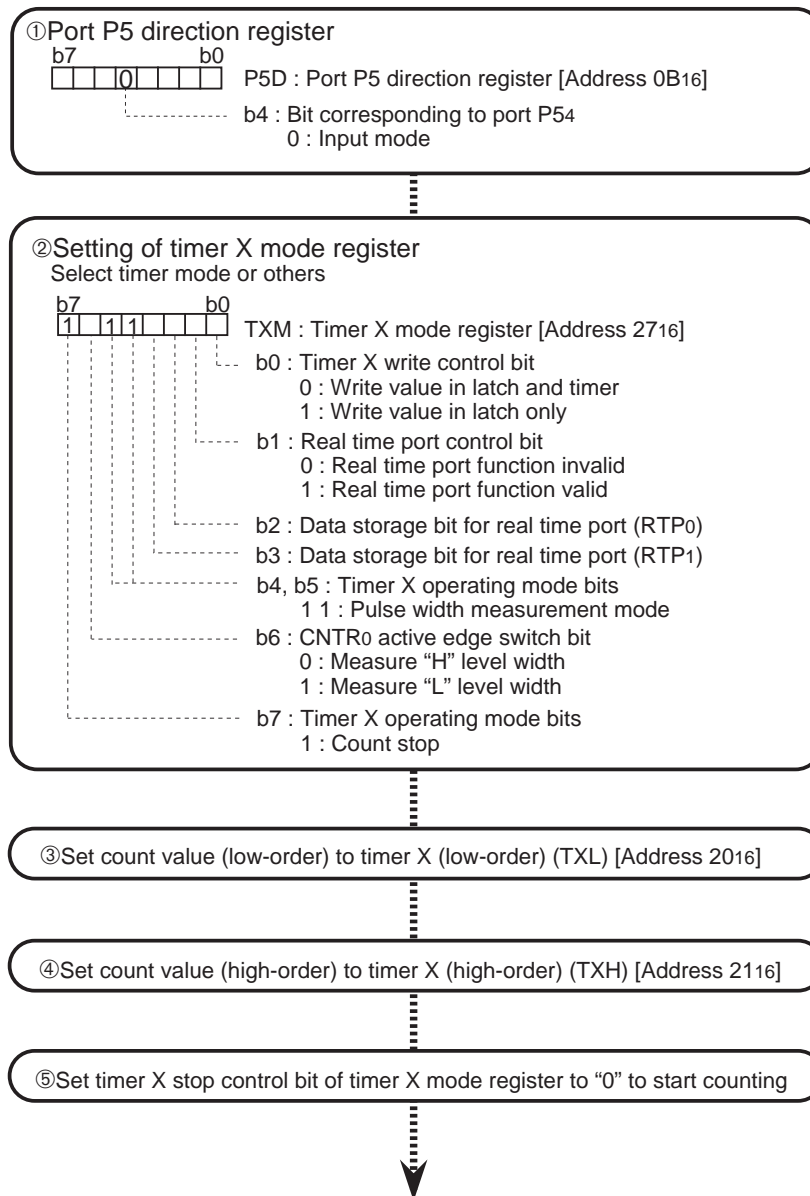 ①Port P5 direction register
b7 b0
0
P5D : Port P5 direction register [Address 0B16]
b4 : Bit corresponding to port P54
0 : Input mode
②Setting of timer X mode register
Select timer mode or others
b7 b0
1 1 1
TXM : Timer X mode register [Address 2716]
b0 : Timer X write control bit
0 : Write value in latch and timer
1 : Write value in latch only
b1 : Real time port control bit
0 : Real time port function invalid
1 : Real time port function valid
b2 : Data storage bit for real time port (RTP0)
b3 : Data storage bit for real time port (RTP1)
b4, b5 : Timer X operating mode bits
1 1 : Pulse width measurement mode
b6 : CNTR0 active edge switch bit
0 : Measure “H” level width
1 : Measure “L” level width
b7 : Timer X operating mode bits
1 : Count stop
③Set count value (low-order) to timer X (low-order) (TXL) [Address 2016]
④Set count value (high-order) to timer X (high-order) (TXH) [Address 2116]
⑤Set timer X stop control bit of timer X mode register to “0” to start counting